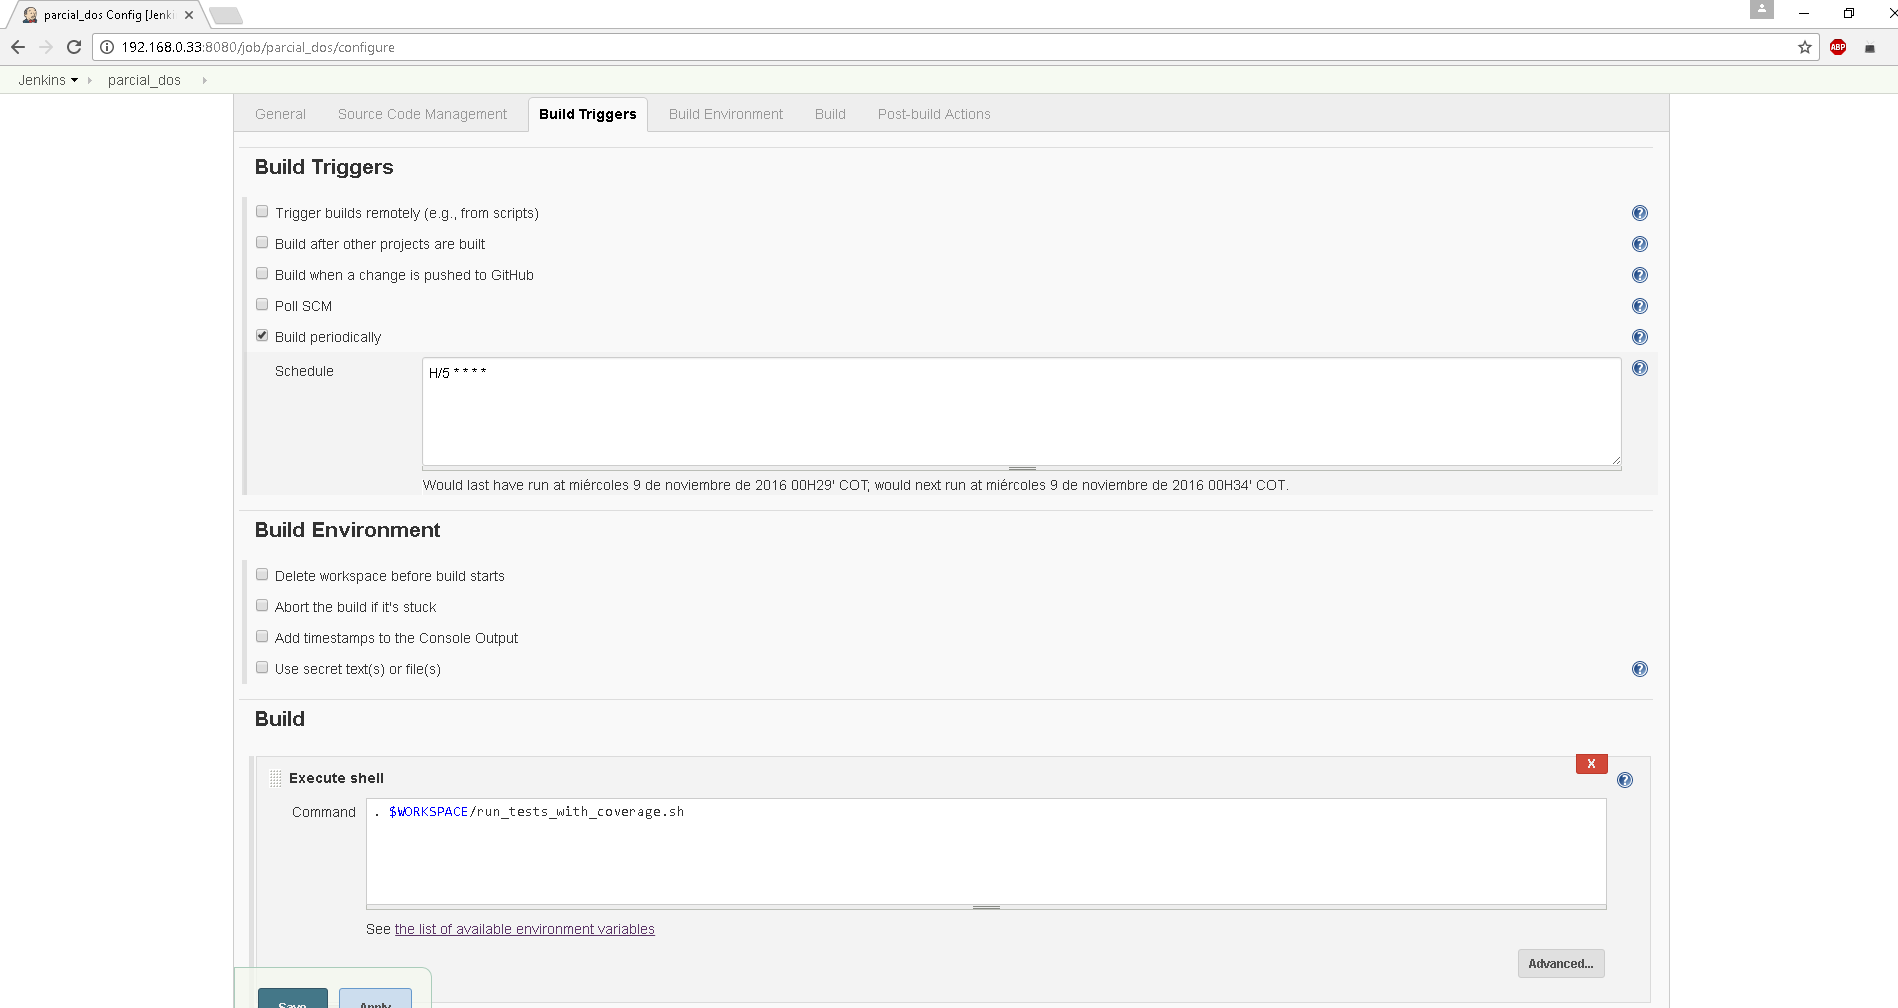 parcial_dos Config [Jenki
192.168.0.33:8080/job/parcial_dos/configure
ABP
Jenkins parcial_dos
General Source Code Management Build Triggers Build Environment Build Post-build Actions
Build Triggers
Trigger builds remotely (e.g., from scripts)
Build after other projects are built
Build when a change is pushed to GitHub
Poll SCM
Build periodically
Schedule
H/5 * * * *
Would last have run at miércoles 9 de noviembre de 2016 00H29' COT; would next run at miércoles 9 de noviembre de 2016 00H34' COT.
Build Environment
Delete workspace before build starts
Abort the build if it's stuck
Add timestamps to the Console Output
Use secret text(s) or file(s)
Build
X
Execute shell
Command
. $WORKSPACE/run_tests_with_coverage.sh
See the list of available environment variables
Advanced...
Save Apply